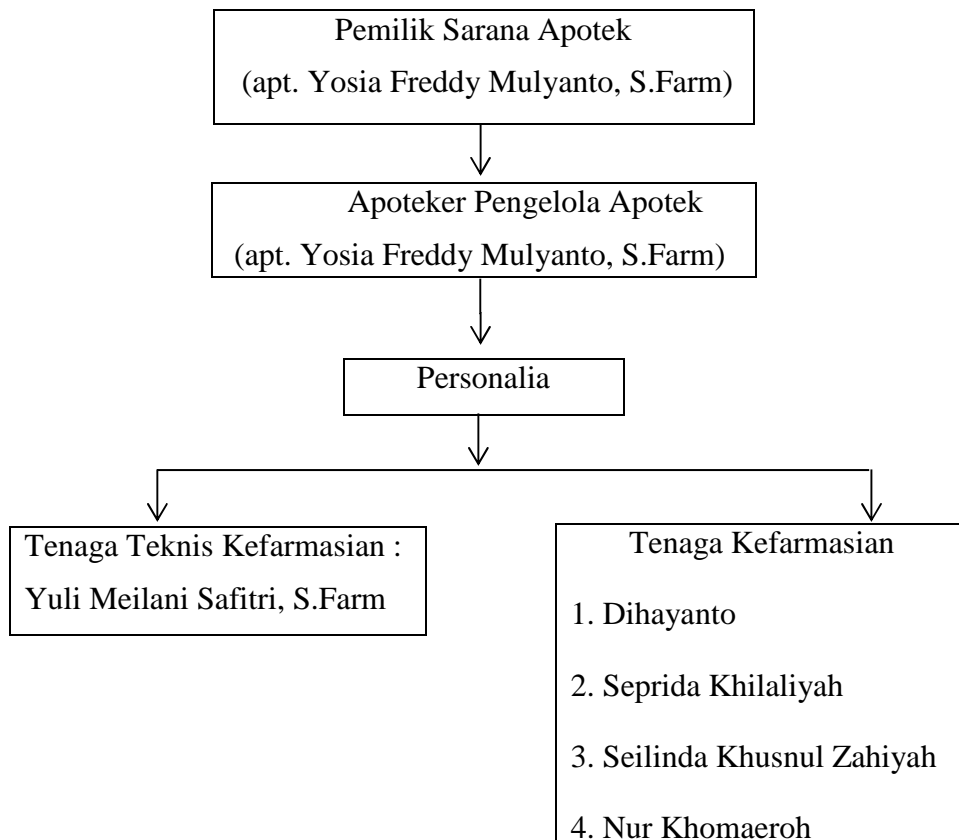 Pemilik Sarana Apotek
(apt. Yosia Freddy Mulyanto, S.Farm)
Apoteker Pengelola Apotek
(apt. Yosia Freddy Mulyanto, S.Farm)
Personalia
Tenaga Teknis Kefarmasian :
Yuli Meilani Safitri, S.Farm
Tenaga Kefarmasian
1. Dihayanto
2. Seprida Khilaliyah
3. Seilinda Khusnul Zahiyah
4. Nur Khomaeroh